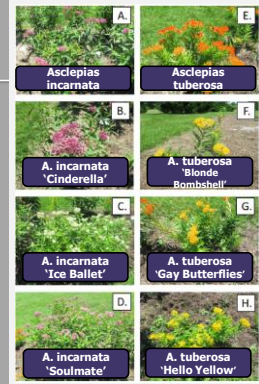 A.
Asclepias
incarnata
E.
Asclepias
tuberosa
B.
A. incarnata
‘Cinderella’
F.
A. tuberosa
‘Blonde
Bombshell’
C.
A. incarnata
‘Ice Ballet’
G.
A. tuberosa
‘Gay Butterflies’
D.
A. incarnata
‘Soulmate’
H.
A. tuberosa
‘Hello Yellow’